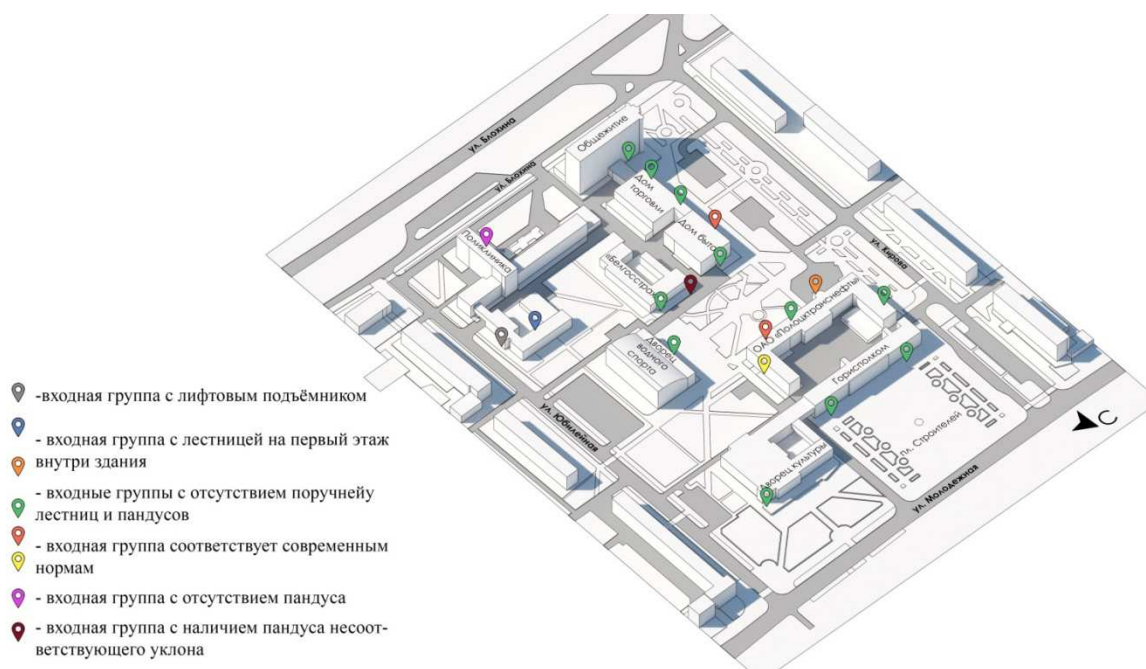 ул. Блохина
ул. Блохина
Общежитие
Дом
торговли
Дом быта
Поликлиника
«Белгосстрах»
ул. Кирова
ОАО «Полоцктранснефть»
Дворец
водного
спорта
Горисполком
пл. Строителей
С
ул. Юбилейная
Дворец культуры
ул. Молодежная
-входная группа с лифтовым подъёмником
- входная группа с лестницей на первый этаж
внутри здания
- входные группы с отсутствием поручнейу
лестниц и пандусов
- входная группа соответствует современным
нормам
- входная группа с отсутствием пандуса
- входная группа с наличием пандуса несоот-
ветствующего уклона